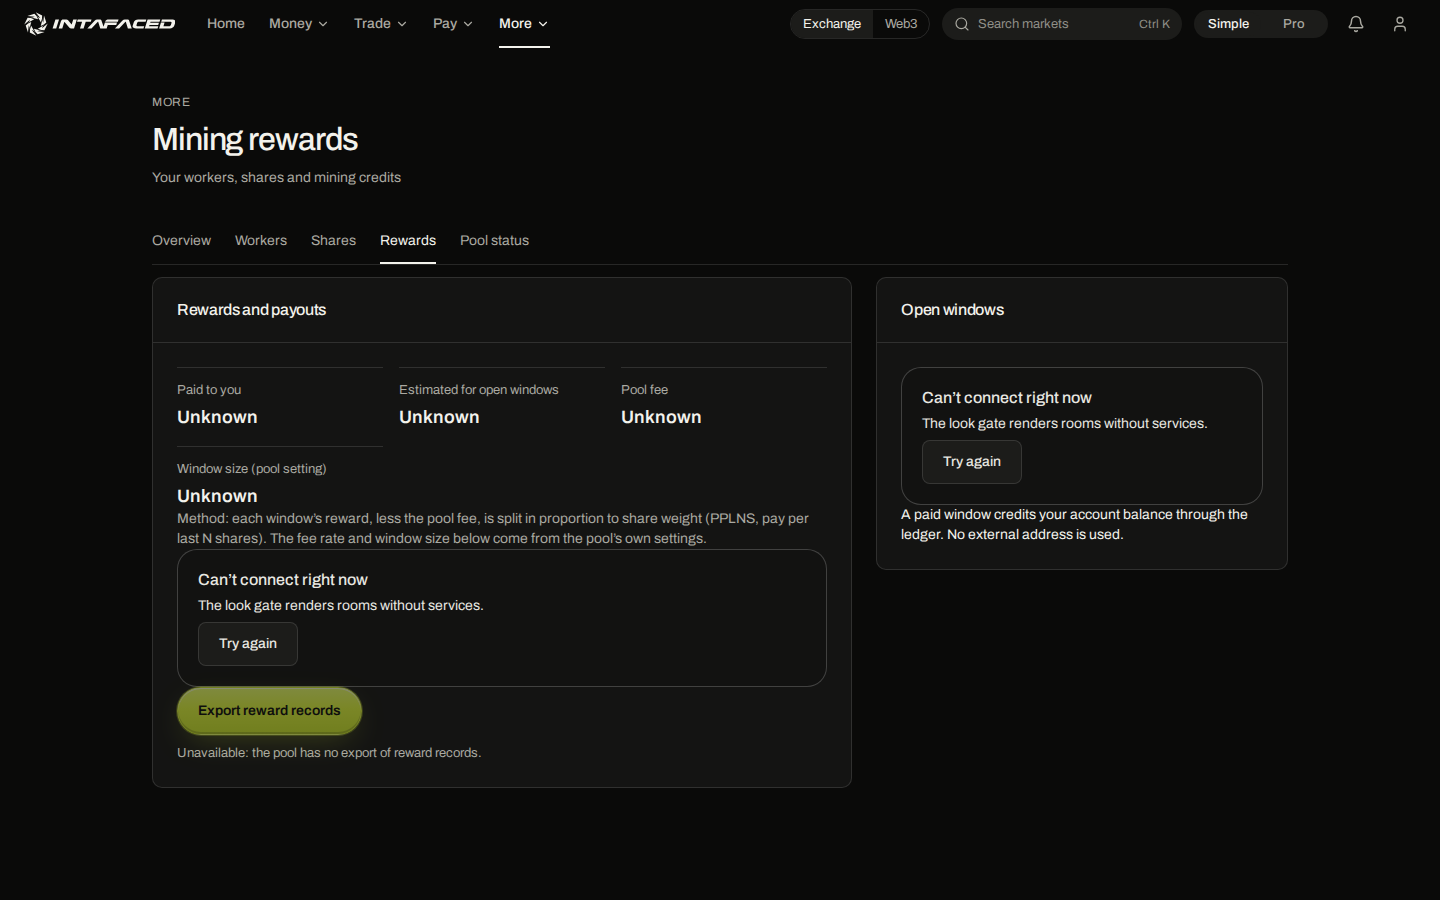 INTAFACED
Home
Money
Trade
Pay
More
Exchange
Web3
Search markets
Ctrl K
Simple
Pro
MORE
Mining rewards
Your workers, shares and mining credits
Overview
Workers
Shares
Rewards
Pool status
Rewards and payouts
Paid to you
Unknown
Estimated for open windows
Unknown
Pool fee
Unknown
Window size (pool setting)
Unknown
Method: each window’s reward, less the pool fee, is split in proportion to share weight (PPLNS, pay per
last N shares). The fee rate and window size below come from the pool’s own settings.
Can’t connect right now
The look gate renders rooms without services.
Try again
Export reward records
Unavailable: the pool has no export of reward records.
Open windows
Can’t connect right now
The look gate renders rooms without services.
Try again
A paid window credits your account balance through the
ledger. No external address is used.